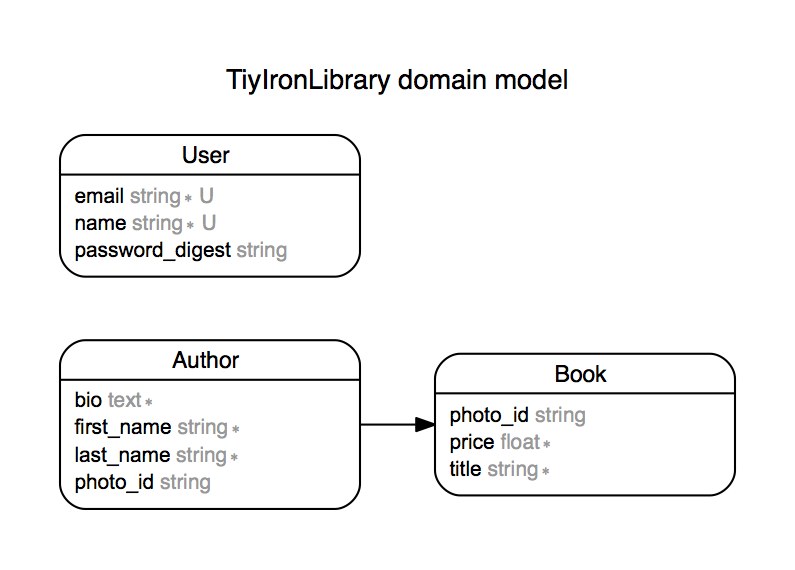 TiyIronLibrary domain model
User
email string * U
name string * U
password_digest string
Author
bio text *
first_name string *
last_name string *
photo_id string
Book
photo_id string
price float *
title string *